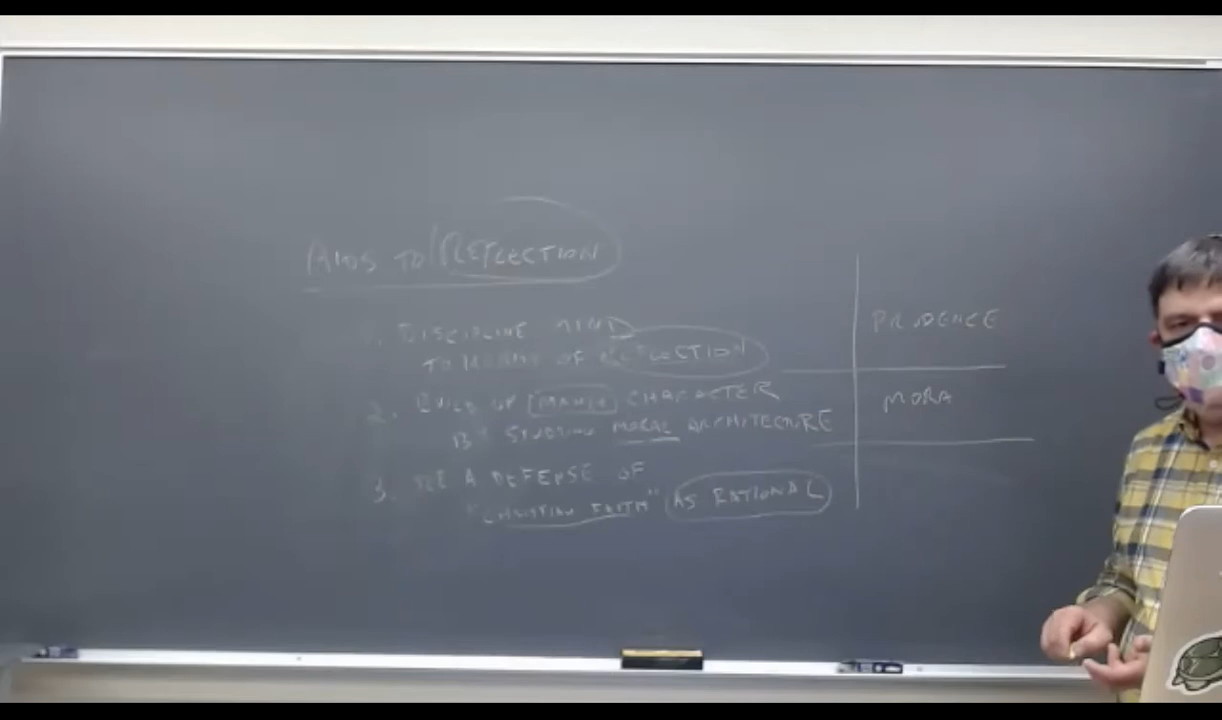 AIDS TO REFLECTION
1. DISCIPLINE MIND
TO HABIT OF REFLECTION
2. BUILD UP MANLY CHARACTER
BY STUDYING MORAL ARCHITECTURE
3. A DEFENSE OF
"CHRISTIAN FAITH" AS RATIONAL
PRUDENCE
MORA